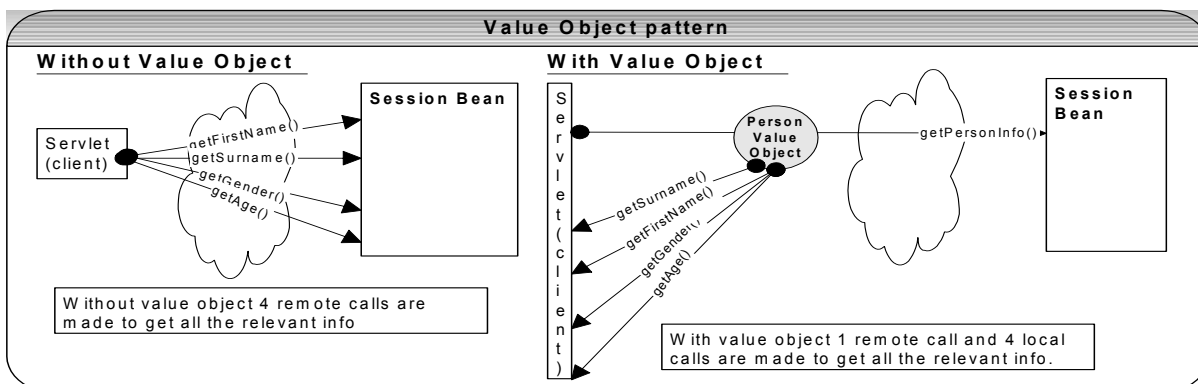 Value Object pattern
Without Value Object
Servlet
(client)
getFirstName()
getSurname()
getGender()
getAge()
Session Bean
Without value object 4 remote calls are
made to get all the relevant info
With Value Object
Servlet(client)
Person
Value
Object
getPersonInfo()
Session
Bean
getSurname()
getFirstName()
getGender()
getAge()
With value object 1 remote call and 4 local
calls are made to get all the relevant info.